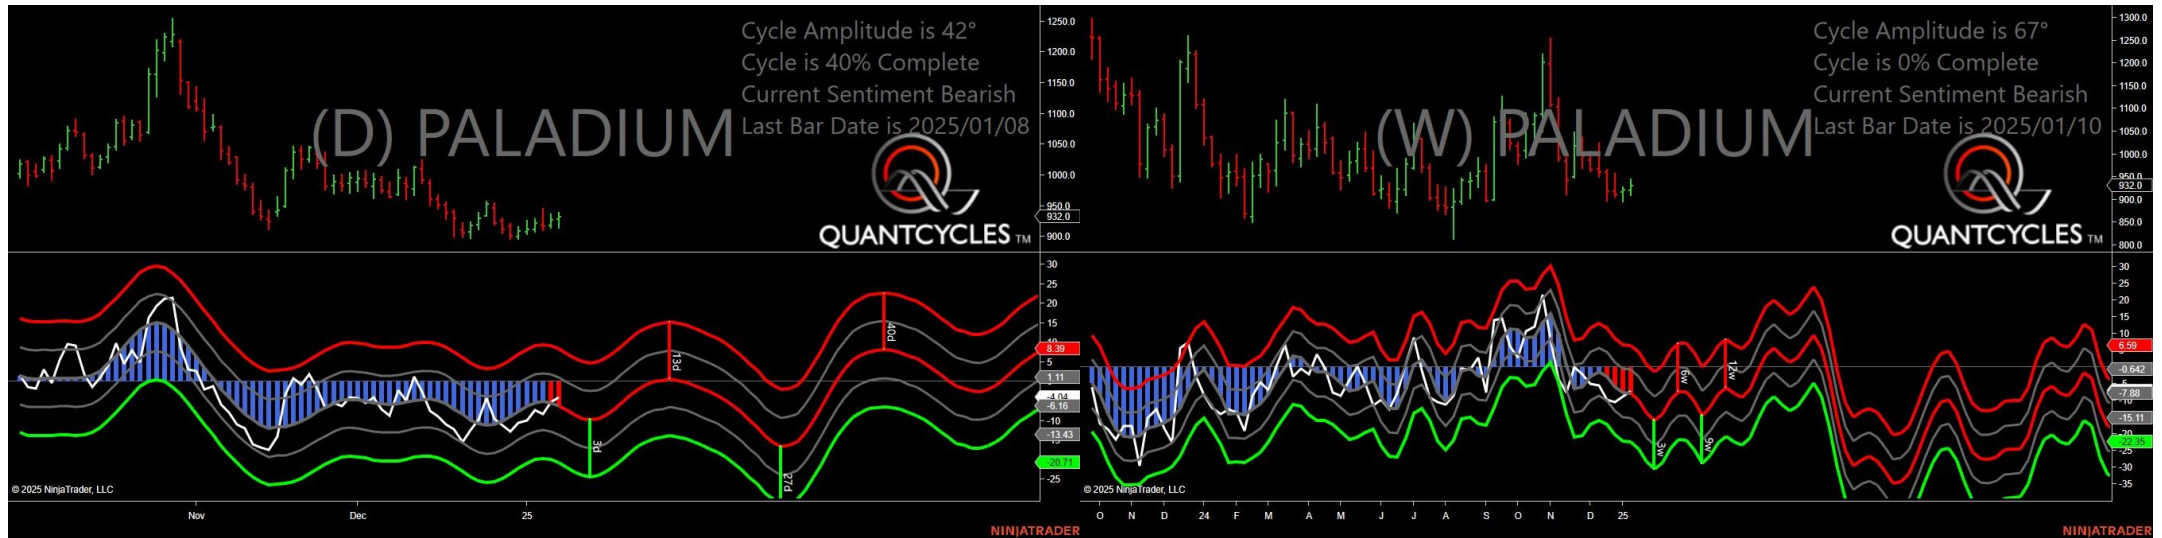 Cycle Amplitude is 42°
Cycle is 40% Complete
Current Sentiment Bearish
Last Bar Date is 2025/01/08
(D) PALADIUM
QUANTCYCLES TM
1250.0
1200.0
1150.0
1100.0
1050.0
1000.0
950.0
932.0
900.0
30
25
20
15
10
8.39
5
1.11
-4.04
-6.16
-10
-13.43
-20.71
-25
13d
40d
3d
27d
© 2025 NinjaTrader, LLC
Nov
Dec
25
NINJATRADER
Cycle Amplitude is 67°
Cycle is 0% Complete
Current Sentiment Bearish
Last Bar Date is 2025/01/10
(W) PALADIUM
QUANTCYCLES TM
1300.0
1250.0
1200.0
1150.0
1100.0
1050.0
1000.0
950.0
932.0
900.0
850.0
800.0
30
25
20
15
10
6.59
-0.642
-7.88
-15.11
-22.35
-25
-30
-35
6w
12w
3w
9w
© 2025 NinjaTrader, LLC
O N D 24 F M A M J J A S O N D 25
NINJATRADER